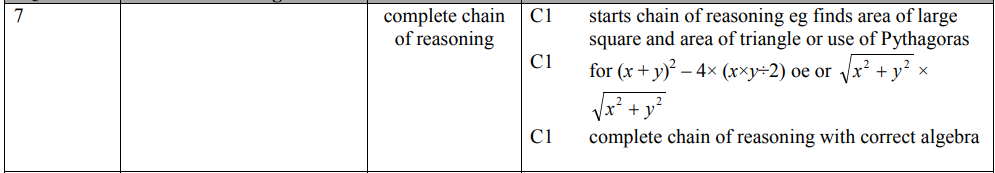 7 complete chain C1 starts chain of reasoning eg finds area of large
of reasoning square and area of triangle or use of Pythagoras
C1 for (x + y)² – 4× (x×y÷2) oe or √(x² + y²) ×
√(x² + y²)
C1 complete chain of reasoning with correct algebra